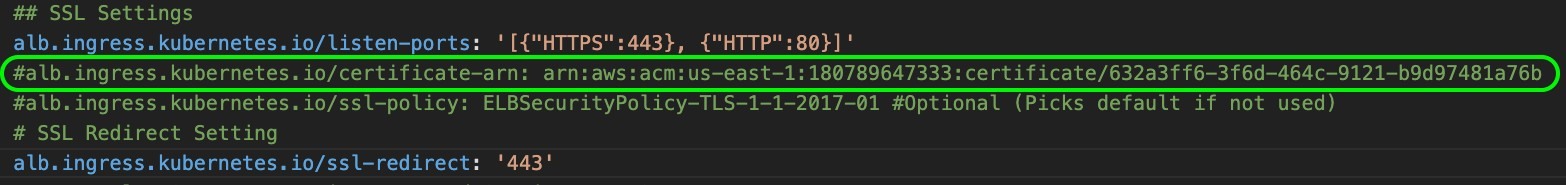 ## SSL Settings
alb.ingress.kubernetes.io/listen-ports: '[{"HTTPS":443}, {"HTTP":80}]'
#alb.ingress.kubernetes.io/certificate-arn: arn:aws:acm:us-east-1:180789647333:certificate/632a3ff6-3f6d-464c-9121-b9d97481a76b
#alb.ingress.kubernetes.io/ssl-policy: ELBSecurityPolicy-TLS-1-1-2017-01 #Optional (Picks default if not used)
# SSL Redirect Setting
alb.ingress.kubernetes.io/ssl-redirect: '443'